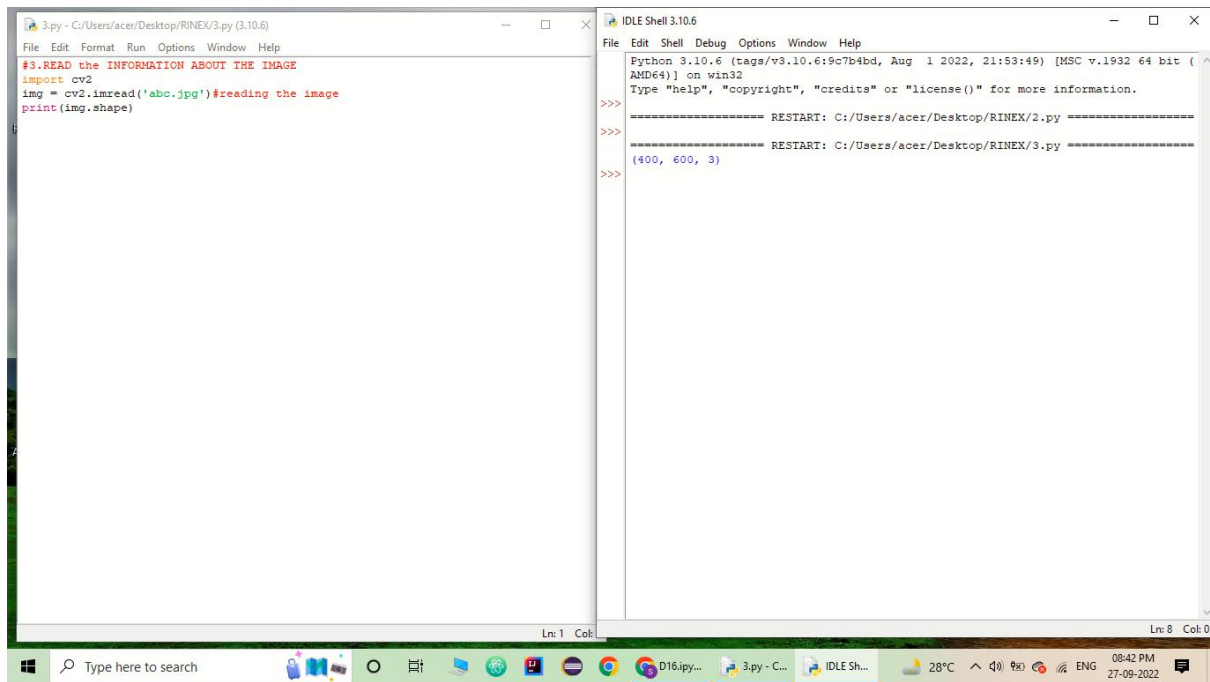 3.py - C:/Users/acer/Desktop/RINEX/3.py (3.10.6)
File Edit Format Run Options Window Help
#3.READ the INFORMATION ABOUT THE IMAGE
import cv2
img = cv2.imread('abc.jpg')#reading the image
print(img.shape)
Ln: 1 Col:
IDLE Shell 3.10.6
File Edit Shell Debug Options Window Help
Python 3.10.6 (tags/v3.10.6:9c7b4bd, Aug 1 2022, 21:53:49) [MSC v.1932 64 bit (
AMD64)] on win32
Type "help", "copyright", "credits" or "license()" for more information.
>>>
=================== RESTART: C:/Users/acer/Desktop/RINEX/2.py ==================
>>>
=================== RESTART: C:/Users/acer/Desktop/RINEX/3.py ==================
(400, 600, 3)
>>>
Ln: 8 Col: 0
Type here to search
D16.ipy... 3.py - C... IDLE Sh... 28°C ENG 08:42 PM
27-09-2022